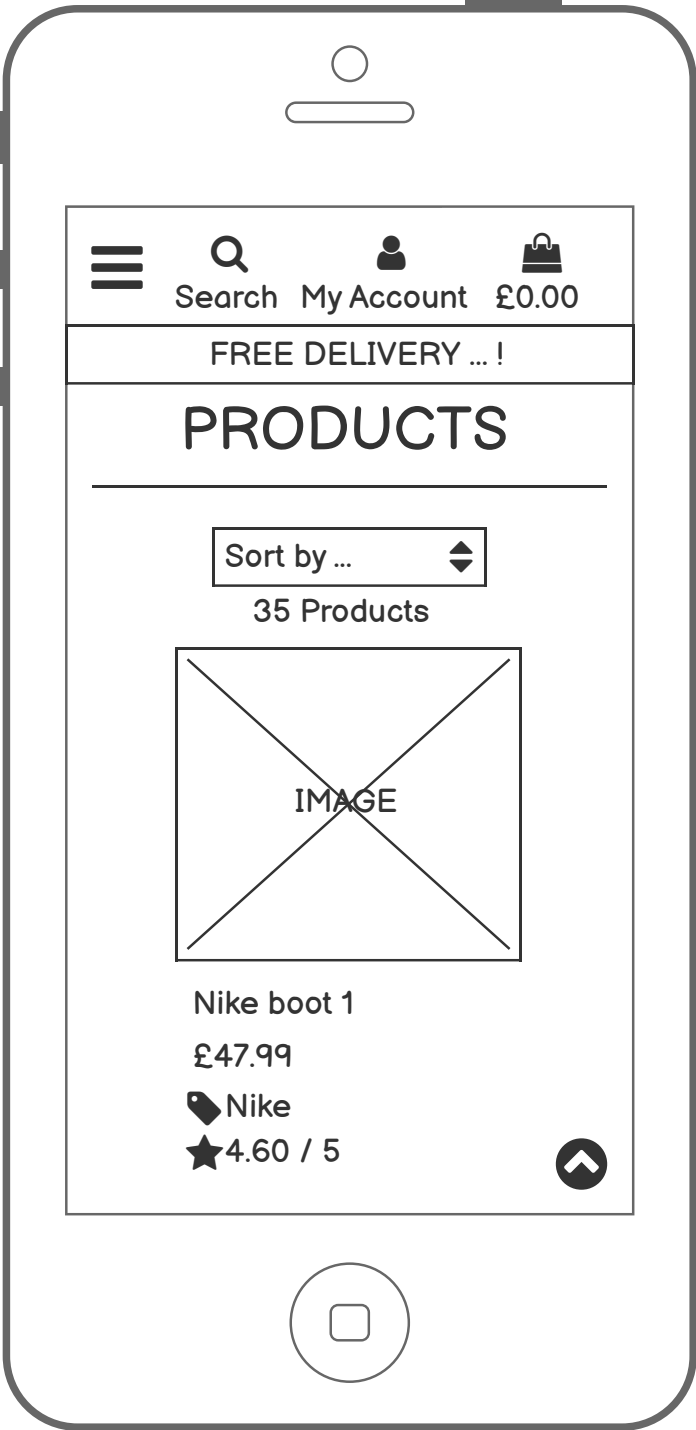 Search My Account £0.00
FREE DELIVERY ... !
PRODUCTS
Sort by ...
35 Products
IMAGE
Nike boot 1
£47.99
Nike
4.60 / 5